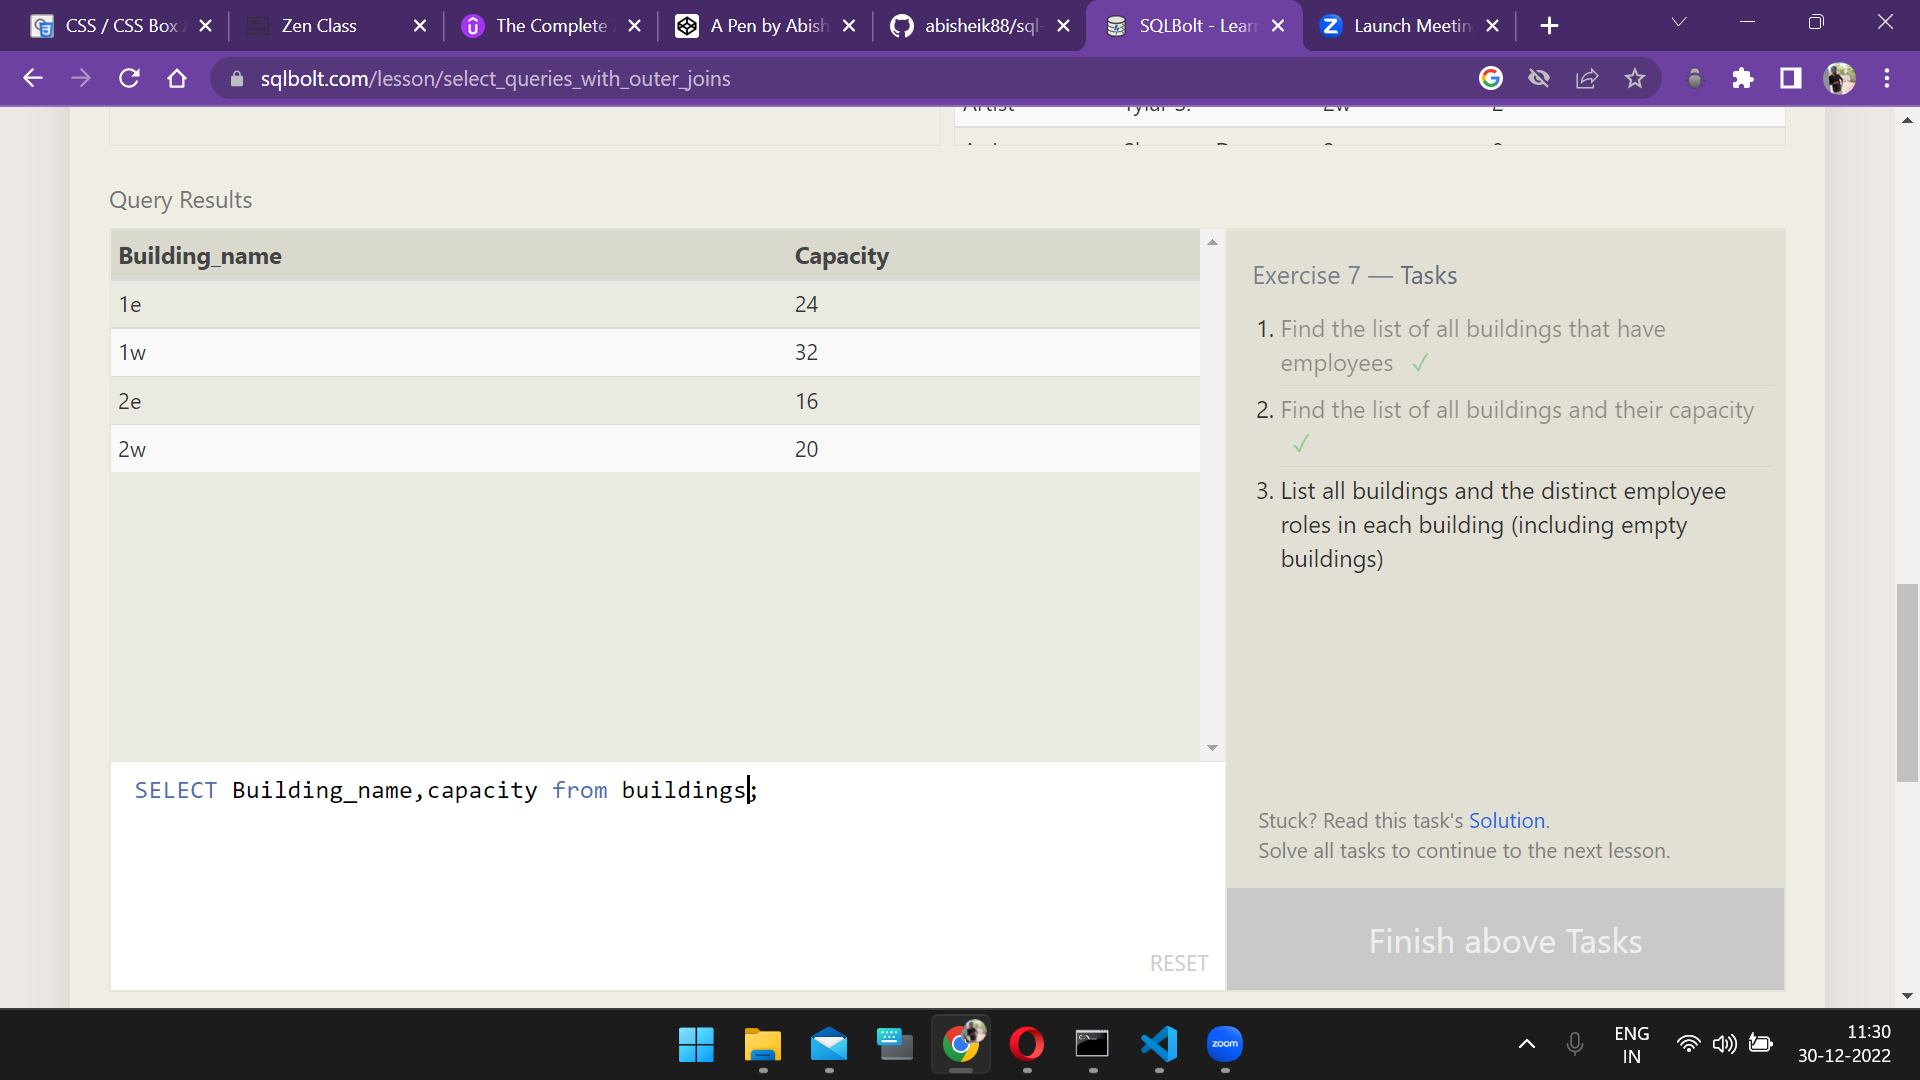 CSS / CSS Box
Zen Class
The Complete
A Pen by Abish
abisheik88/sql-
SQLBolt - Lear
Launch Meetin
sqlbolt.com/lesson/select_queries_with_outer_joins
Query Results
Building_name Capacity
1e 24
1w 32
2e 16
2w 20
Exercise 7 — Tasks
1. Find the list of all buildings that have
employees ✓
2. Find the list of all buildings and their capacity
✓
3. List all buildings and the distinct employee
roles in each building (including empty
buildings)
SELECT Building_name,capacity from buildings;
RESET
Stuck? Read this task's Solution.
Solve all tasks to continue to the next lesson.
Finish above Tasks
zoom
ENG
IN
11:30
30-12-2022